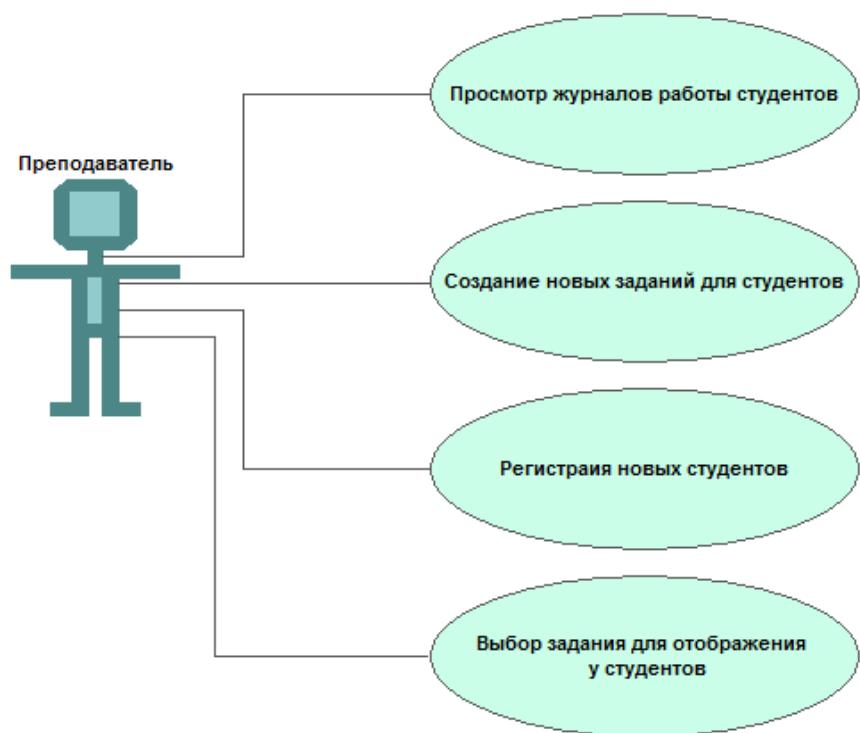 Просмотр журналов работы студентов
Преподаватель
Создание новых заданий для студентов
Регистраия новых студентов
Выбор задания для отображения
у студентов